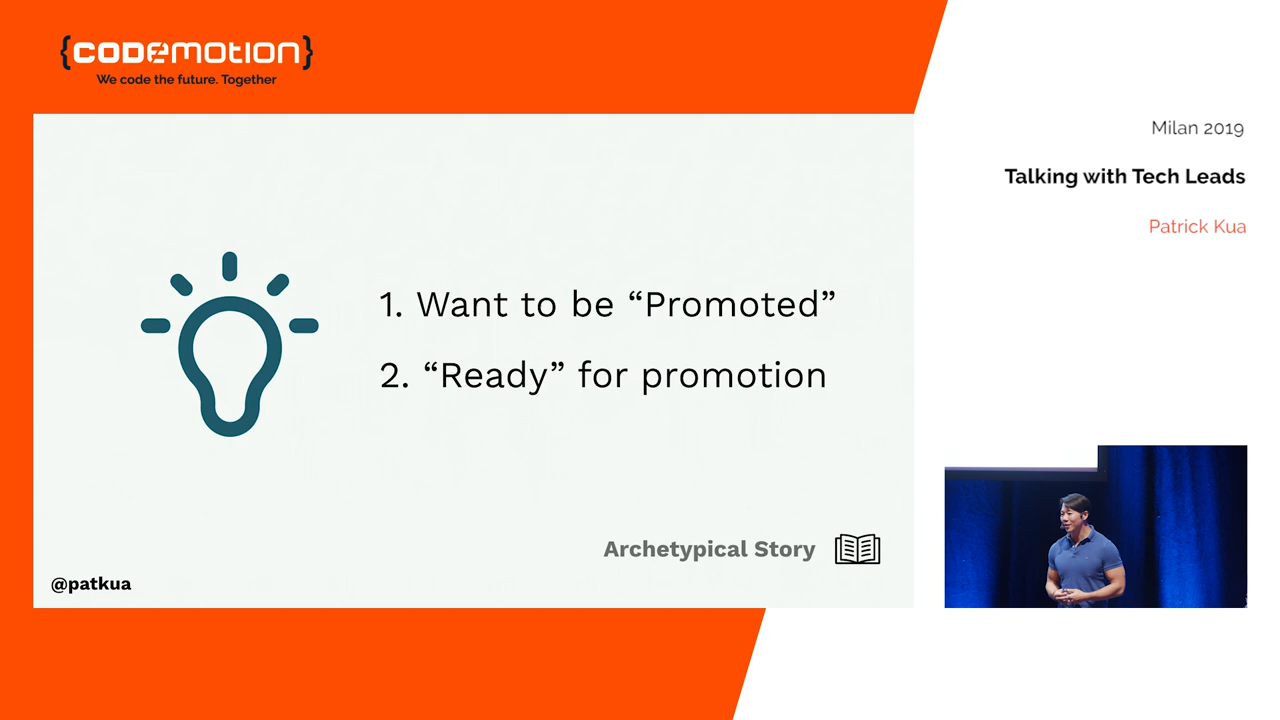 {CODEMOTION}
We code the future. Together
Milan 2019
Talking with Tech Leads
Patrick Kua
1. Want to be “Promoted”
2. “Ready” for promotion
Archetypical Story
@patkua